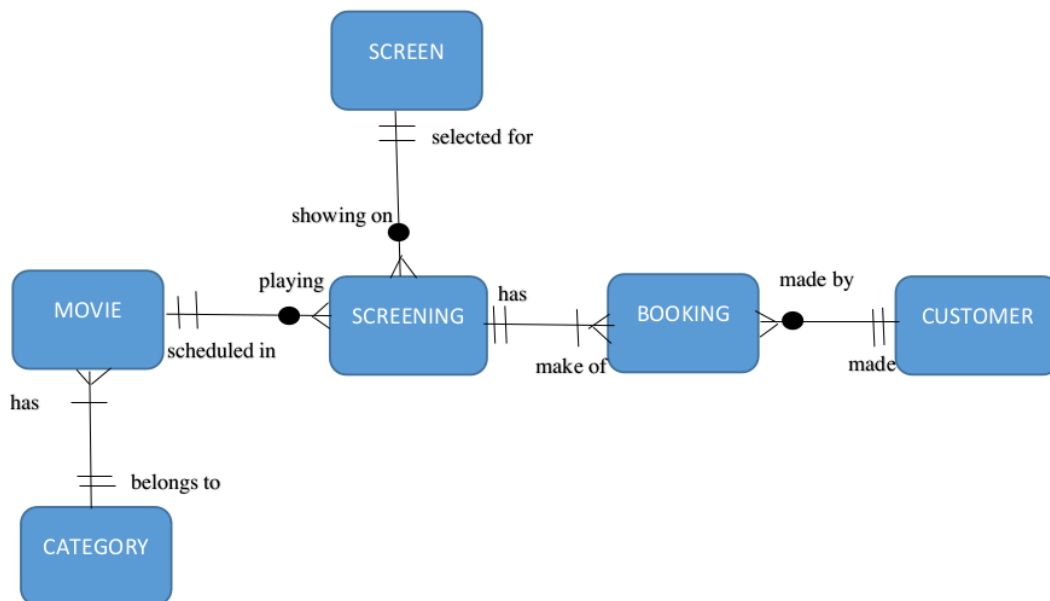 SCREEN
selected for
showing on
playing
MOVIE
SCREENING
has
BOOKING
made by
CUSTOMER
scheduled in
make of
made
has
belongs to
CATEGORY